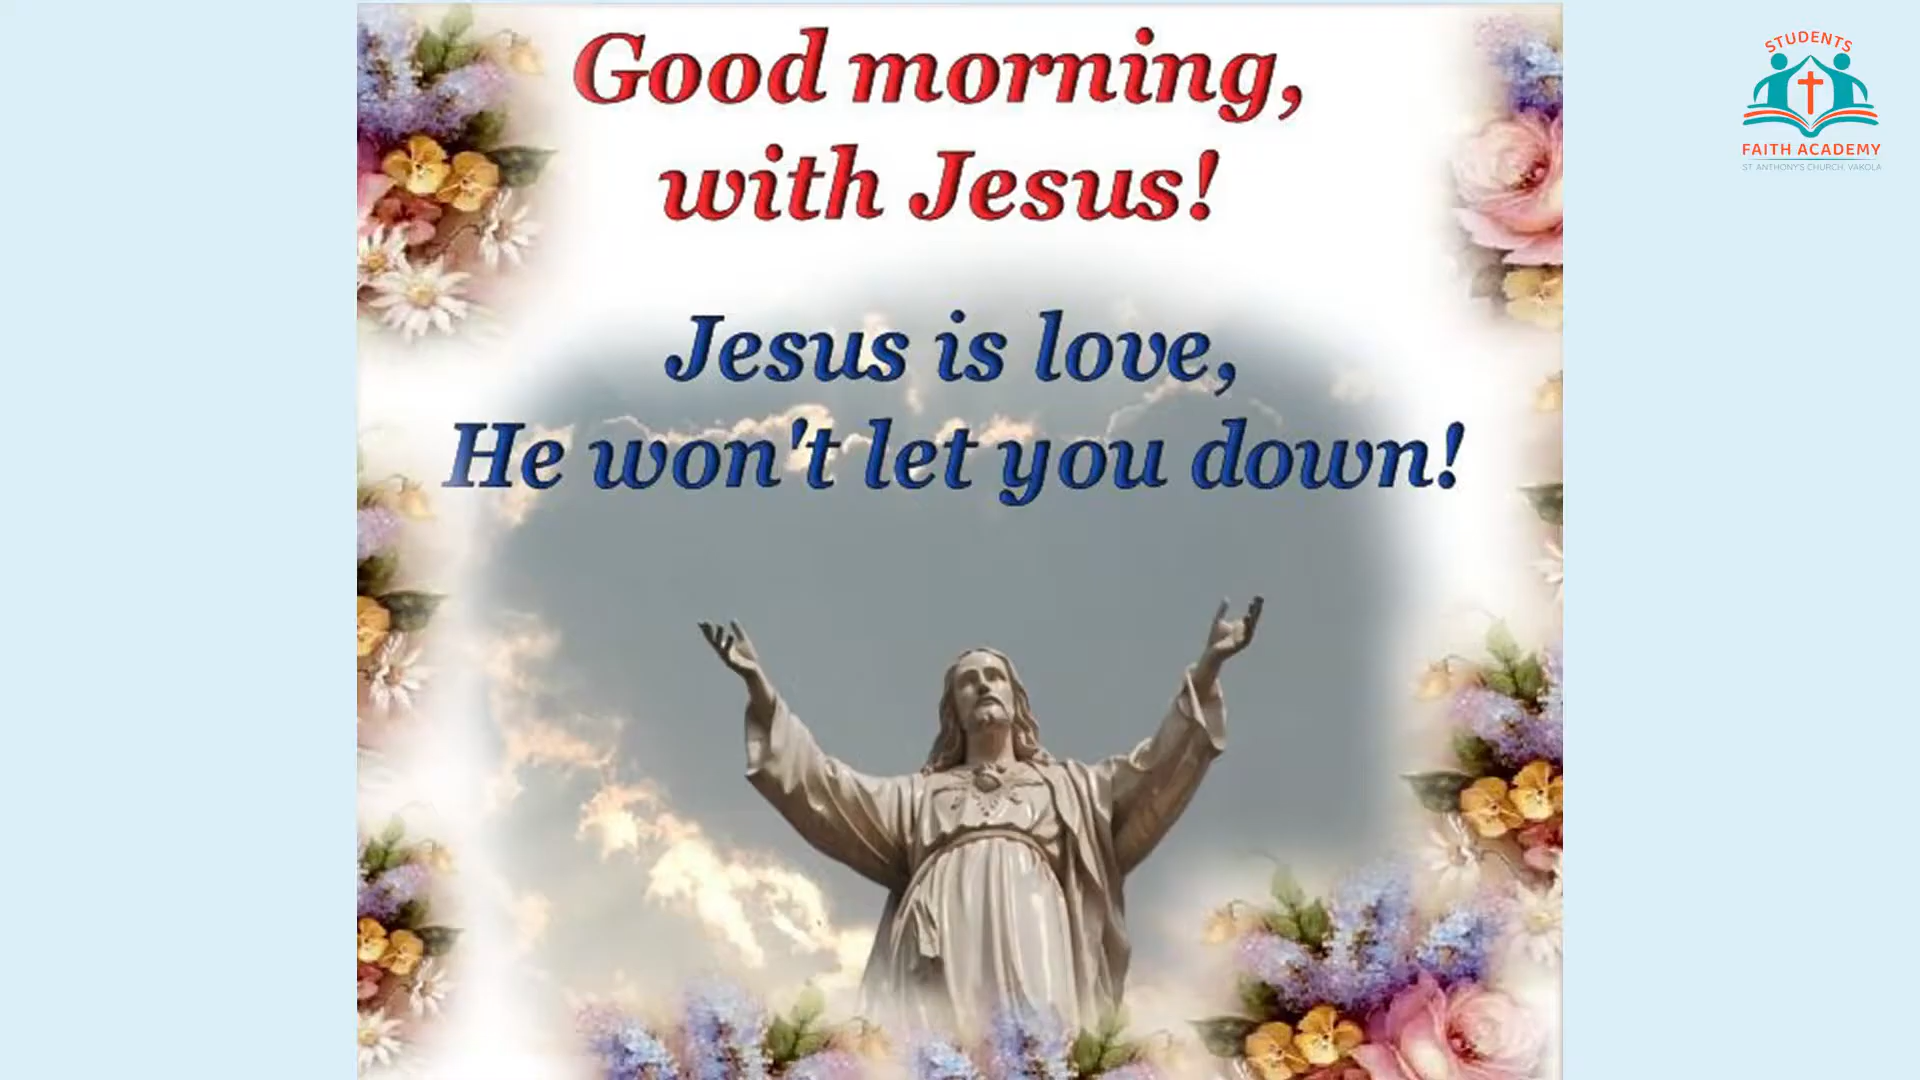 Good morning,
with Jesus!
Jesus is love,
He won't let you down!
STUDENTS
FAITH ACADEMY
ST. ANTHONY'S CHURCH, VAKOLA